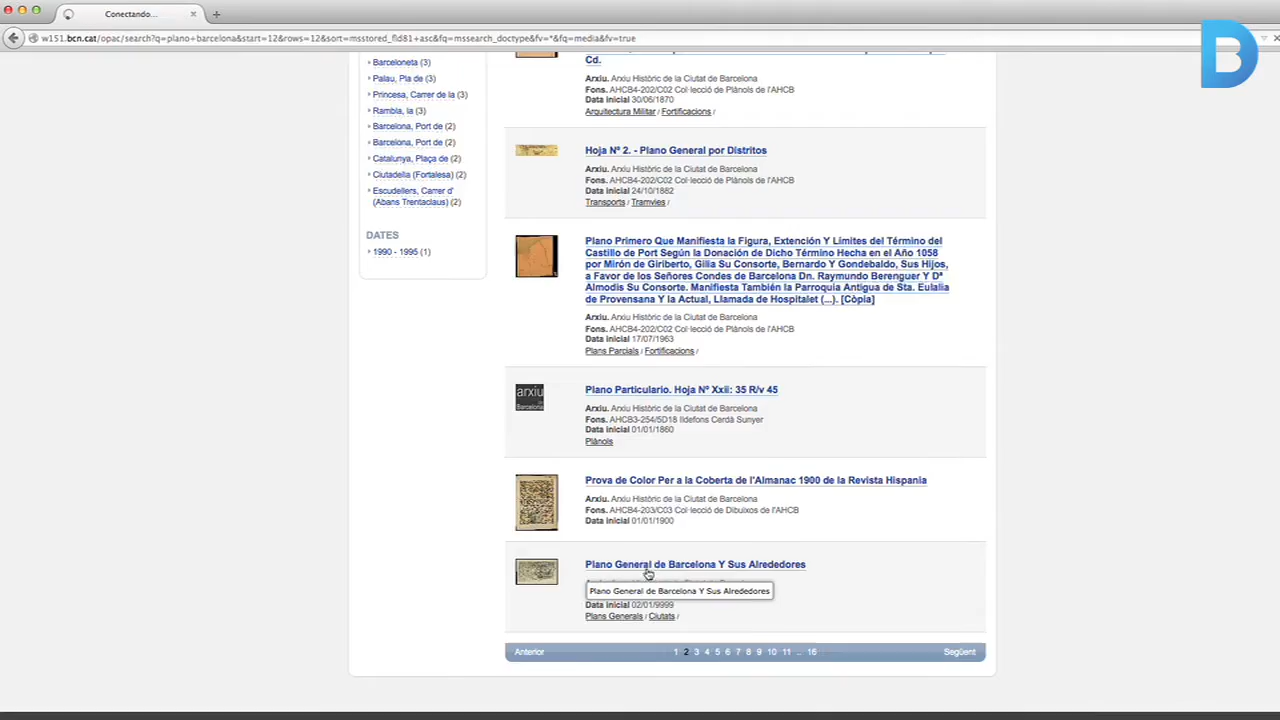 Conectando...
w151.bcn.cat/opac/search?q=plano+barcelona&start=12&rows=12&sort=msstored_fld81+asc&fq=mssearch_doctype&fv=*&fq=media&fv=true
Barceloneta (3)
Palau, Pla de (3)
Princesa, Carrer de la (3)
Rambla, la (3)
Barcelona, Port de (2)
Barcelona, Port de (2)
Catalunya, Plaça de (2)
Ciutadella (Fortalesa) (2)
Escudellers, Carrer d'
(Abans Trentaclaus) (2)
DATES
1990 - 1995 (1)
Cd.
Arxiu. Arxiu Històric de la Ciutat de Barcelona
Fons. AHCB4-202/C02 Col·lecció de Plànols de l'AHCB
Data inicial 30/06/1870
Arquitectura Militar / Fortificacions /
Hoja Nº 2. - Plano General por Distritos
Arxiu. Arxiu Històric de la Ciutat de Barcelona
Fons. AHCB4-202/C02 Col·lecció de Plànols de l'AHCB
Data inicial 24/10/1882
Transports / Tramvies /
Plano Primero Que Manifiesta la Figura, Extención Y Límites del Término del
Castillo de Port Según la Donación de Dicho Término Hecha en el Año 1058
por Mirón de Giriberto, Gilia Su Consorte, Bernardo Y Gondebaldo, Sus Hijos,
a Favor de los Señores Condes de Barcelona Dn. Raymundo Berenguer Y Dª
Almodis Su Consorte. Manifiesta También la Parroquia Antigua de Sta. Eulalia
de Provensana Y la Actual, Llamada de Hospitalet (...). [Còpia]
Arxiu. Arxiu Històric de la Ciutat de Barcelona
Fons. AHCB4-202/C02 Col·lecció de Plànols de l'AHCB
Data inicial 17/07/1963
Plans Parcials / Fortificacions /
arxiu
Barcelona
Plano Particulario. Hoja Nº Xxii: 35 R/v 45
Arxiu. Arxiu Històric de la Ciutat de Barcelona
Fons. AHCB3-254/5D18 Ildefons Cerdà Sunyer
Data inicial 01/01/1860
Plànols
Prova de Color Per a la Coberta de l'Almanac 1900 de la Revista Hispania
Arxiu. Arxiu Històric de la Ciutat de Barcelona
Fons. AHCB4-203/C03 Col·lecció de Dibuixos de l'AHCB
Data inicial 01/01/1900
Plano General de Barcelona Y Sus Alrededores
Plano General de Barcelona Y Sus Alrededores
Data inicial 02/01/9999
Plans Generals / Ciutats /
Anterior 1 2 3 4 5 6 7 8 9 10 11 ... 16 Següent
B